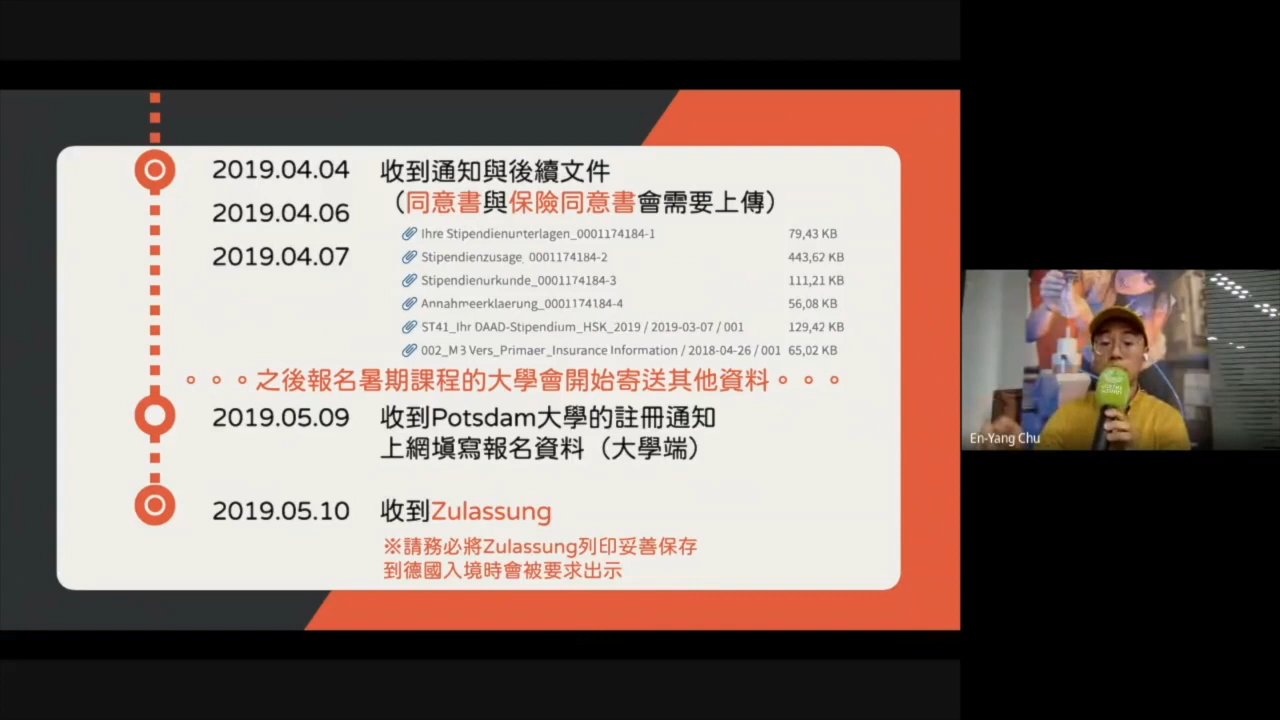 2019.04.04 收到通知與後續文件
（同意書與保險同意書會需要上傳）
2019.04.06
2019.04.07
Ihre Stipendienunterlagen_0001174184-1 79,43 KB
Stipendienzusage_0001174184-2 443,62 KB
Stipendienurkunde_0001174184-3 111,21 KB
Annahmeerklaerung_0001174184-4 56,08 KB
ST41_Ihr DAAD-Stipendium_HSK_2019 / 2019-03-07 / 001 129,42 KB
002_M3 Vers_Primaer_Insurance Information / 2018-04-26 / 001 65,02 KB
。。。之後報名暑期課程的大學會開始寄送其他資料。。。
2019.05.09 收到Potsdam大學的註冊通知
上網填寫報名資料（大學端）
2019.05.10 收到Zulassung
※請務必將Zulassung列印妥善保存
到德國入境時會被要求出示
En-Yang Chu